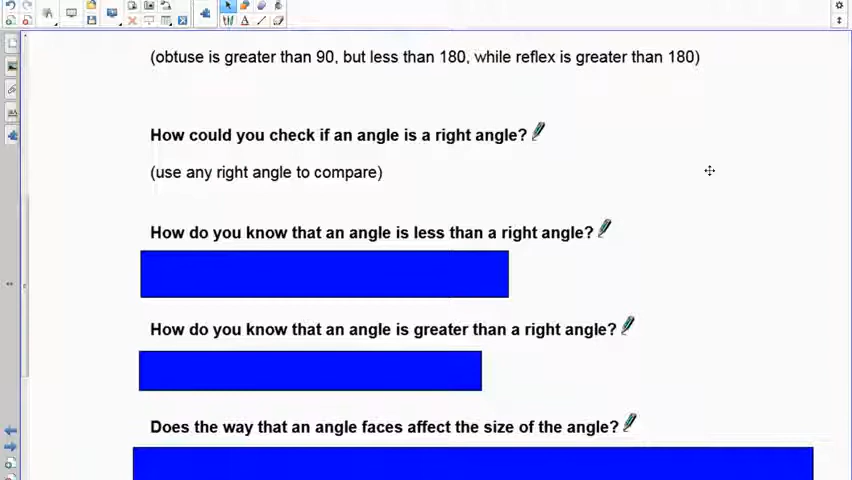 (obtuse is greater than 90, but less than 180, while reflex is greater than 180)
How could you check if an angle is a right angle?
(use any right angle to compare)
How do you know that an angle is less than a right angle?
How do you know that an angle is greater than a right angle?
Does the way that an angle faces affect the size of the angle?